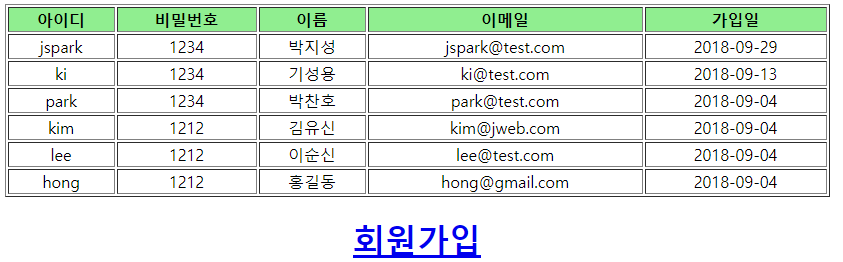 아이디 비밀번호 이름 이메일 가입일
jspark 1234 박지성 jspark@test.com 2018-09-29
ki 1234 기성용 ki@test.com 2018-09-13
park 1234 박찬호 park@test.com 2018-09-04
kim 1212 김유신 kim@jweb.com 2018-09-04
lee 1212 이순신 lee@test.com 2018-09-04
hong 1212 홍길동 hong@gmail.com 2018-09-04
회원가입